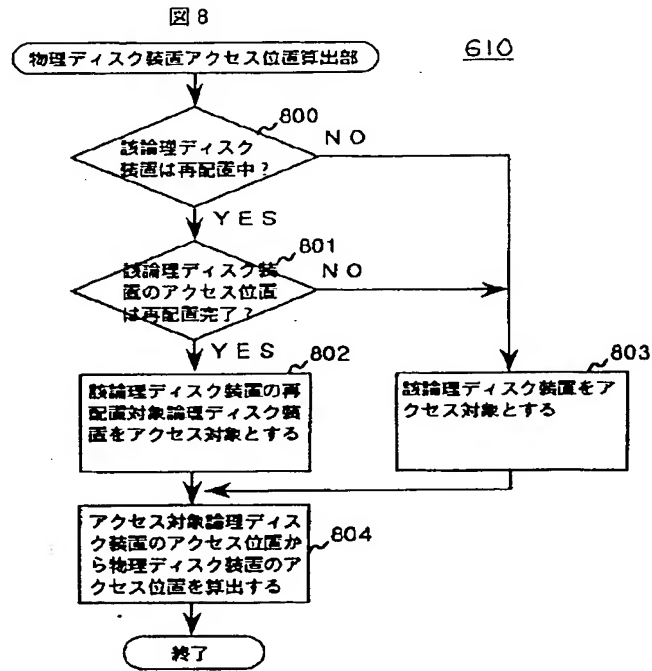 図8
物理ディスク装置アクセス位置算出部
610
800
該論理ディスク
装置は再配置中？
NO
YES
801
該論理ディスク装
置のアクセス位置
は再配置完了？
NO
YES
802
該論理ディスク装置の再
配置対象論理ディスク装
置をアクセス対象とする
803
該論理ディスク装置をア
クセス対象とする
アクセス対象論理ディス
ク装置のアクセス位置か
ら物理ディスク装置のア
クセス位置を算出する
804
終了